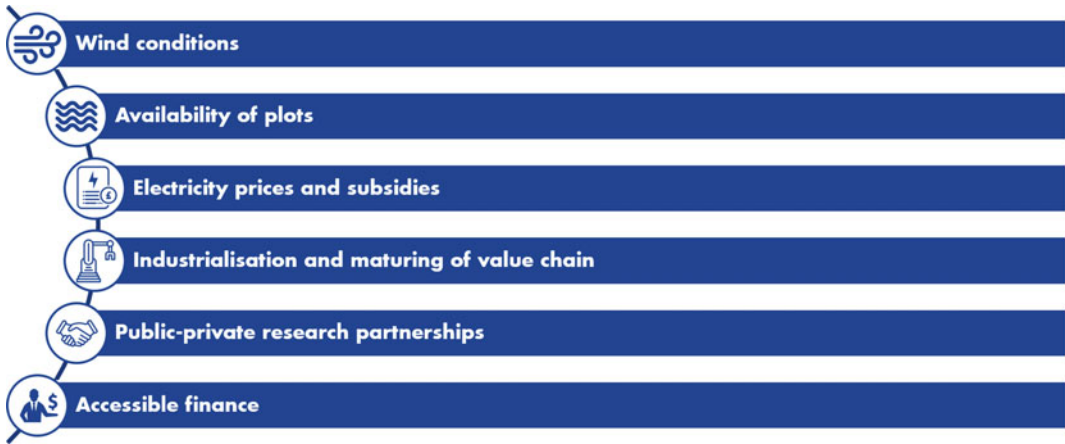 Wind conditions
Availability of plots
Electricity prices and subsidies
Industrialisation and maturing of value chain
Public-private research partnerships
Accessible finance